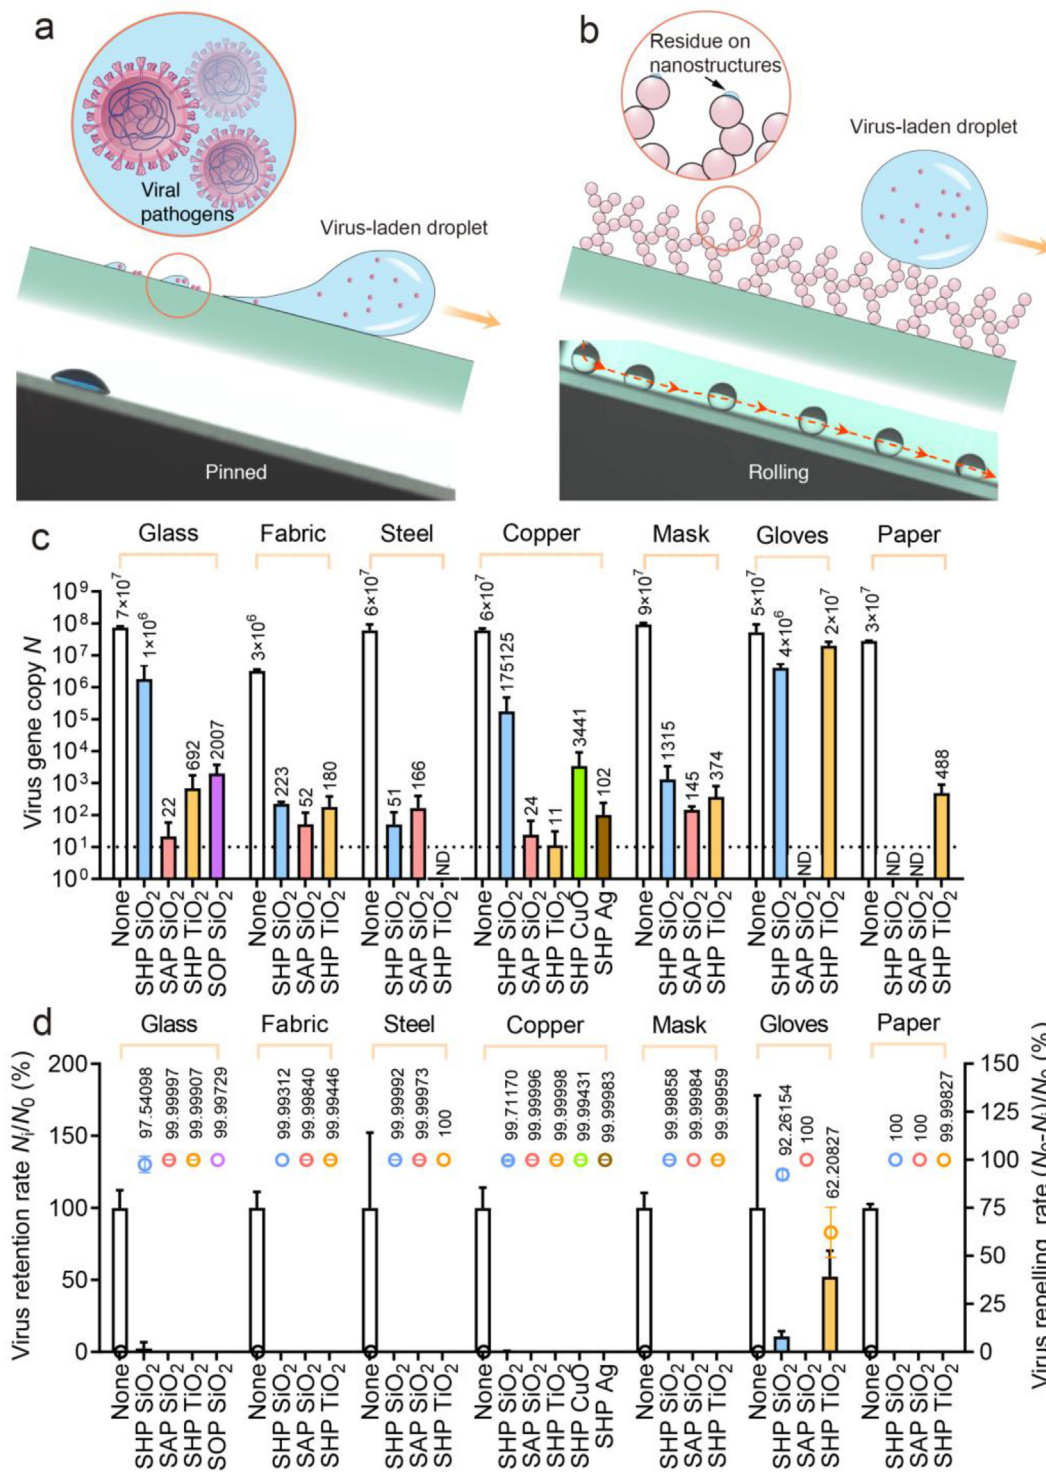 a
Viral
pathogens
Virus-laden droplet
Pinned
b
Residue on
nanostructures
Virus-laden droplet
Rolling
c
Glass Fabric Steel Copper Mask Gloves Paper
Virus gene copy N
10⁹
10⁸
10⁷
10⁶
10⁵
10⁴
10³
10²
10¹
10⁰
7×10⁷ 1×10⁶ 22 692 2007
3×10⁶ 223 52 180
6×10⁷ 51 166 ND
6×10⁷ 175125 24 11 3441 102
9×10⁷ 1315 145 374
5×10⁷ 4×10⁶ ND 2×10⁷
3×10⁷ ND ND 488
None SHP SiO₂ SAP SiO₂ SHP TiO₂ SOP SiO₂
None SHP SiO₂ SAP SiO₂ SHP TiO₂
None SHP SiO₂ SAP SiO₂ SHP TiO₂
None SHP SiO₂ SAP SiO₂ SHP TiO₂ SHP CuO SHP Ag
None SHP SiO₂ SAP SiO₂ SHP TiO₂
None SHP SiO₂ SAP SiO₂ SHP TiO₂
None SHP SiO₂ SAP SiO₂ SHP TiO₂
d
Glass Fabric Steel Copper Mask Gloves Paper
Virus retention rate Nᵢ/N₀ (%)
200
150
100
50
0
97.54098 99.99997 99.99907 99.99729
99.99312 99.99840 99.99446
99.99992 99.99973 100
99.71170 99.99996 99.99998 99.99431 99.99983
99.99858 99.99984 99.99959
92.26154 100 62.20827
100 100 99.99827
150
125
100
75
50
25
0
Virus repelling rate (N₀-Nᵢ)/N₀ (%)
None SHP SiO₂ SAP SiO₂ SHP TiO₂ SOP SiO₂
None SHP SiO₂ SAP SiO₂ SHP TiO₂
None SHP SiO₂ SAP SiO₂ SHP TiO₂
None SHP SiO₂ SAP SiO₂ SHP TiO₂ SHP CuO SHP Ag
None SHP SiO₂ SAP SiO₂ SHP TiO₂
None SHP SiO₂ SAP SiO₂ SHP TiO₂
None SHP SiO₂ SAP SiO₂ SHP TiO₂